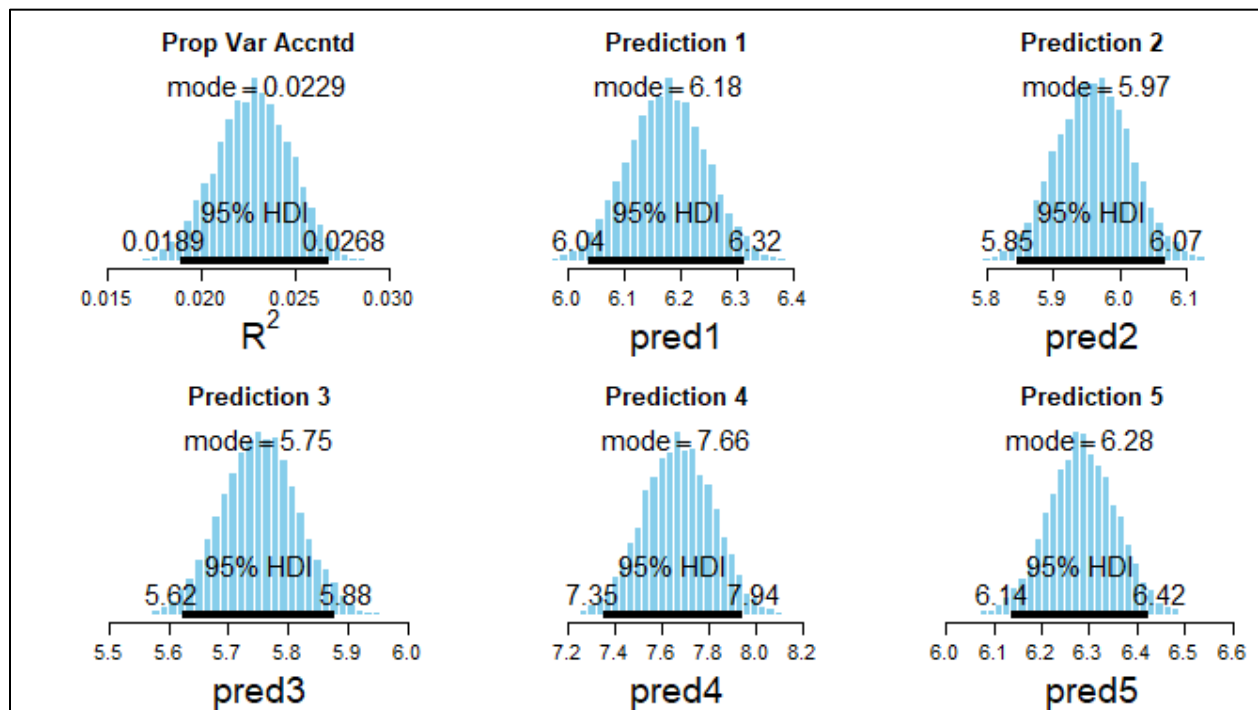 Prop Var Accntd
mode = 0.0229
95% HDI
0.0189 0.0268
0.015 0.020 0.025 0.030
R²
Prediction 1
mode = 6.18
95% HDI
6.04 6.32
6.0 6.1 6.2 6.3 6.4
pred1
Prediction 2
mode = 5.97
95% HDI
5.85 6.07
5.8 5.9 6.0 6.1
pred2
Prediction 3
mode = 5.75
95% HDI
5.62 5.88
5.5 5.6 5.7 5.8 5.9 6.0
pred3
Prediction 4
mode = 7.66
95% HDI
7.35 7.94
7.2 7.4 7.6 7.8 8.0 8.2
pred4
Prediction 5
mode = 6.28
95% HDI
6.14 6.42
6.0 6.1 6.2 6.3 6.4 6.5 6.6
pred5